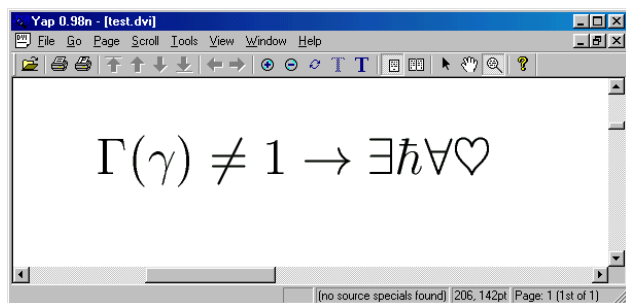 Yap 0.98n - [test.dvi]
File Go Page Scroll Tools View Window Help
Γ(γ) ≠ 1 → ∃ℏ∀♡
(no source specials found) 206, 142pt Page: 1 (1st of 1)